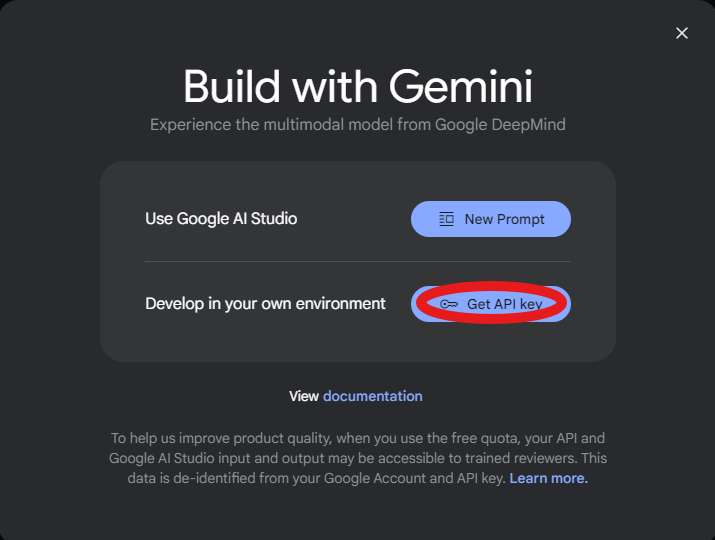 Build with Gemini
Experience the multimodal model from Google DeepMind
Use Google AI Studio
New Prompt
Develop in your own environment
Get API key
View documentation
To help us improve product quality, when you use the free quota, your API and
Google AI Studio input and output may be accessible to trained reviewers. This
data is de-identified from your Google Account and API key. Learn more.